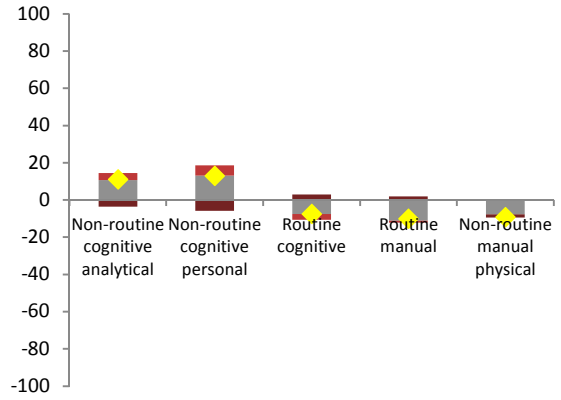 100
80
60
40
20
0
-20
-40
-60
-80
-100
Non-routine cognitive analytical
Non-routine cognitive personal
Routine cognitive
Routine manual
Non-routine manual physical